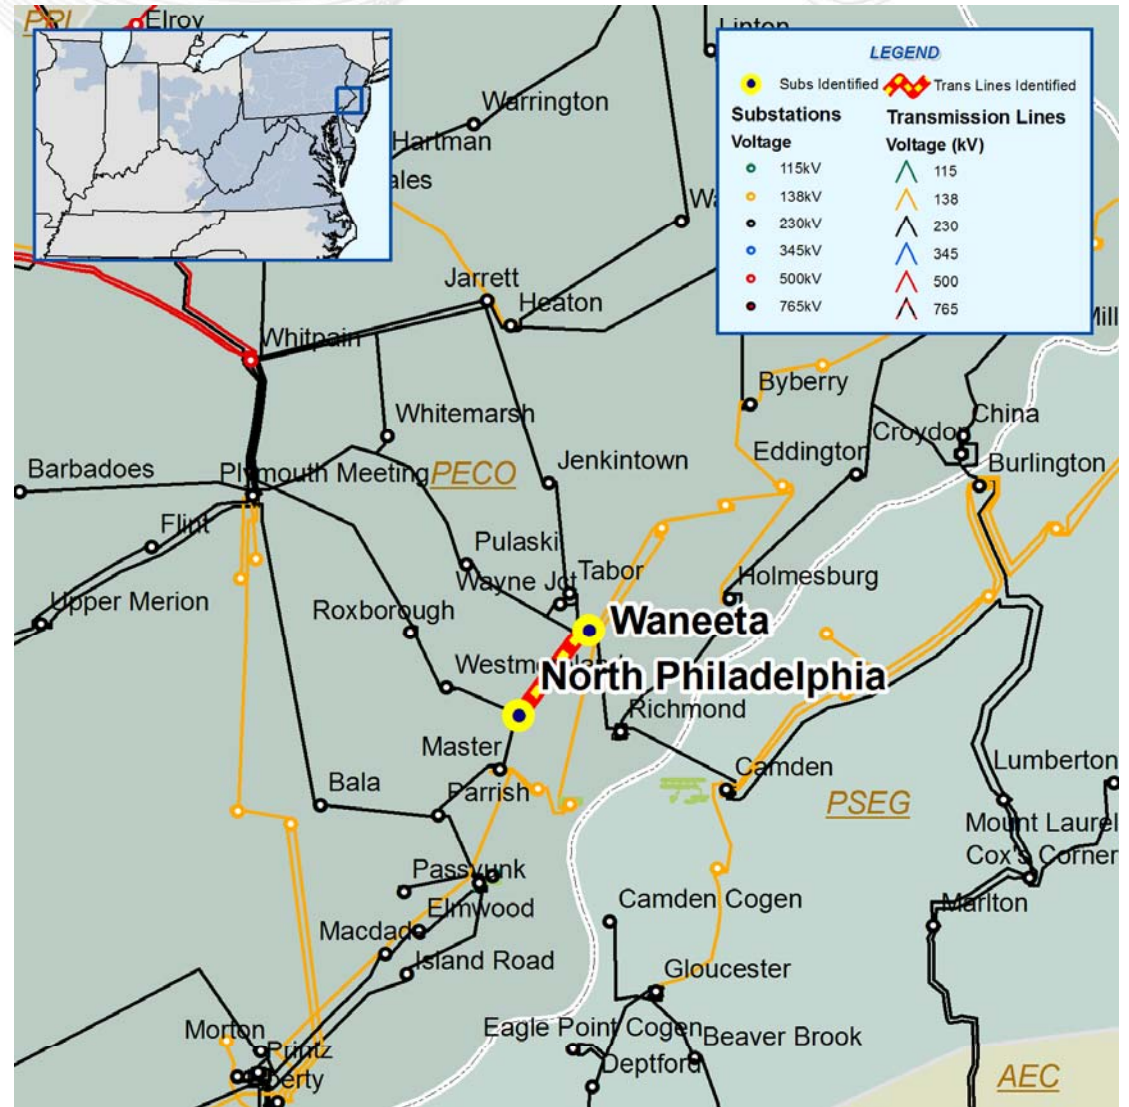 Elroy
Linton
LEGEND
Subs Identified
Trans Lines Identified
Substations
Transmission Lines
Voltage
Voltage (kV)
115kV
115
138kV
138
230kV
230
345kV
345
500kV
500
765kV
765
Warrington
Hartman
Jarrett
Heaton
Whitpain
Byberry
Whitemarsh
China
Croydon
Eddington
Burlington
Barbadoes
Plymouth Meeting
PECO
Jenkintown
Flint
Pulaski
Tabor
Wayne Jct
Holmesburg
Upper Merion
Roxborough
Waneeta
North Philadelphia
Richmond
Master
Camden
Lumberton
Bala
Parrish
PSEG
Mount Laurel
Cox's Corner
Passyunk
Elmwood
Camden Cogen
Marlton
Macdade
Island Road
Gloucester
Morton
Printz
Eagle Point Cogen
Beaver Brook
Deptford
AEC